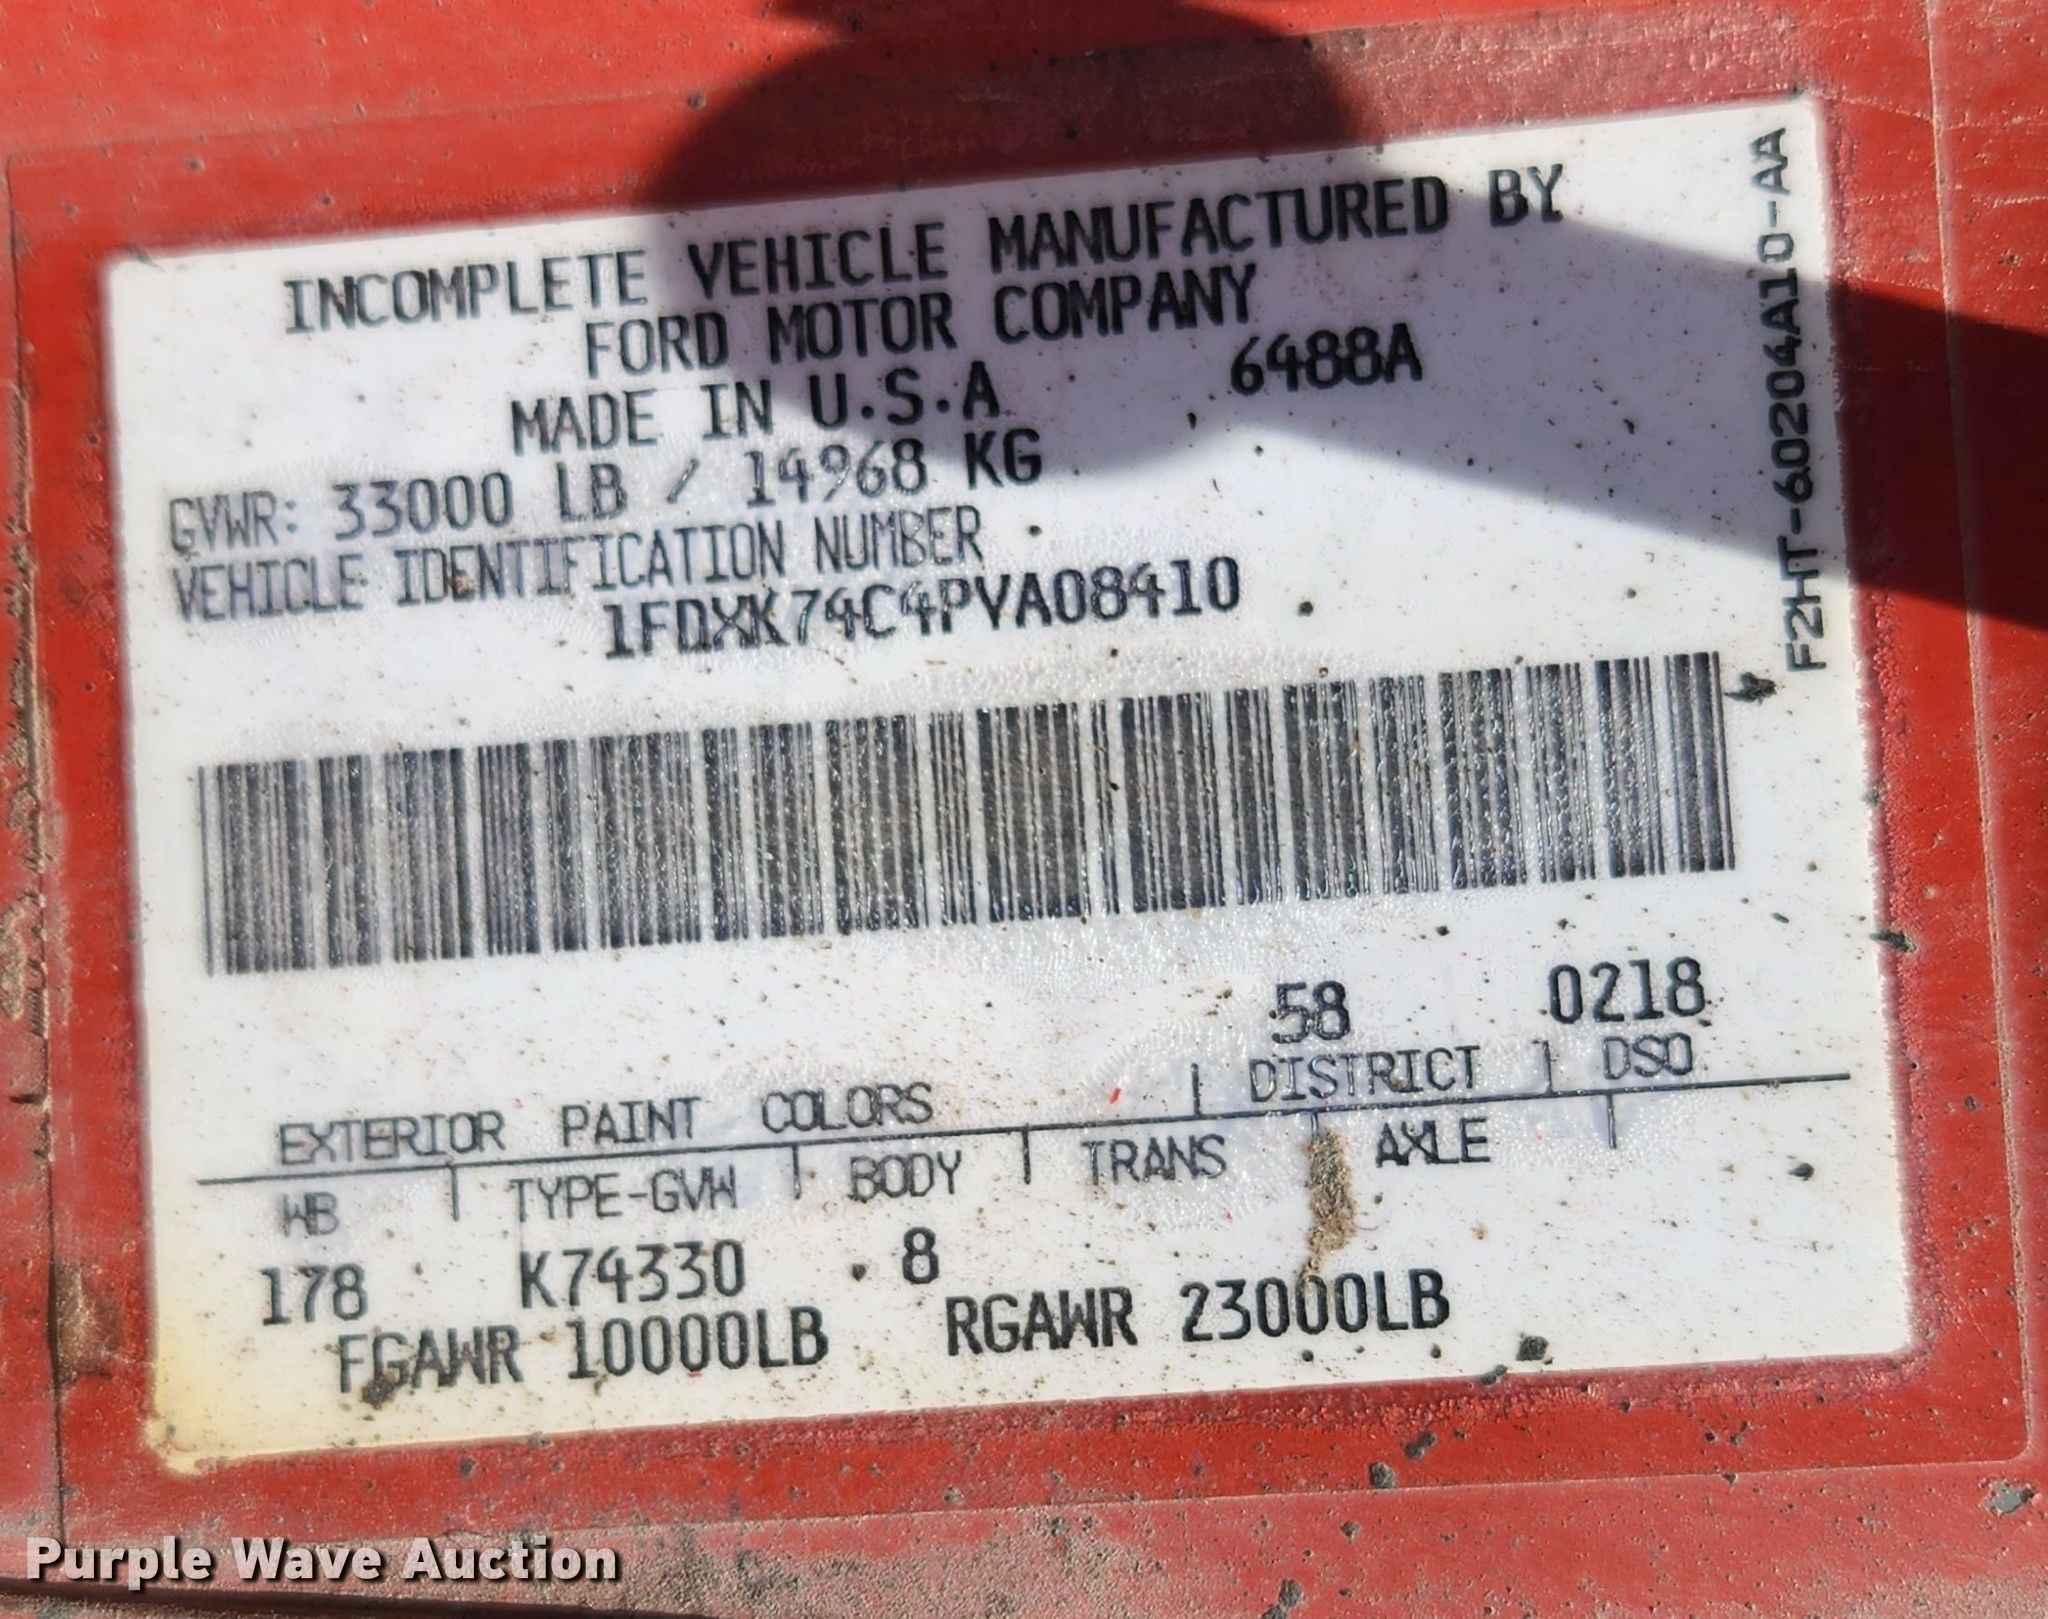 INCOMPLETE VEHICLE MANUFACTURED BY
FORD MOTOR COMPANY
MADE IN U.S.A 6488A
GVWR: 33000 LB / 14968 KG
VEHICLE IDENTIFICATION NUMBER
1FDXK74C4PVA08410
F2HT-60204A10-AA
58 0218
EXTERIOR PAINT COLORS DISTRICT DSO
WB TYPE-GVW BODY TRANS AXLE
178 K74330 8
FGAWR 10000LB RGAWR 23000LB
Purple Wave Auction